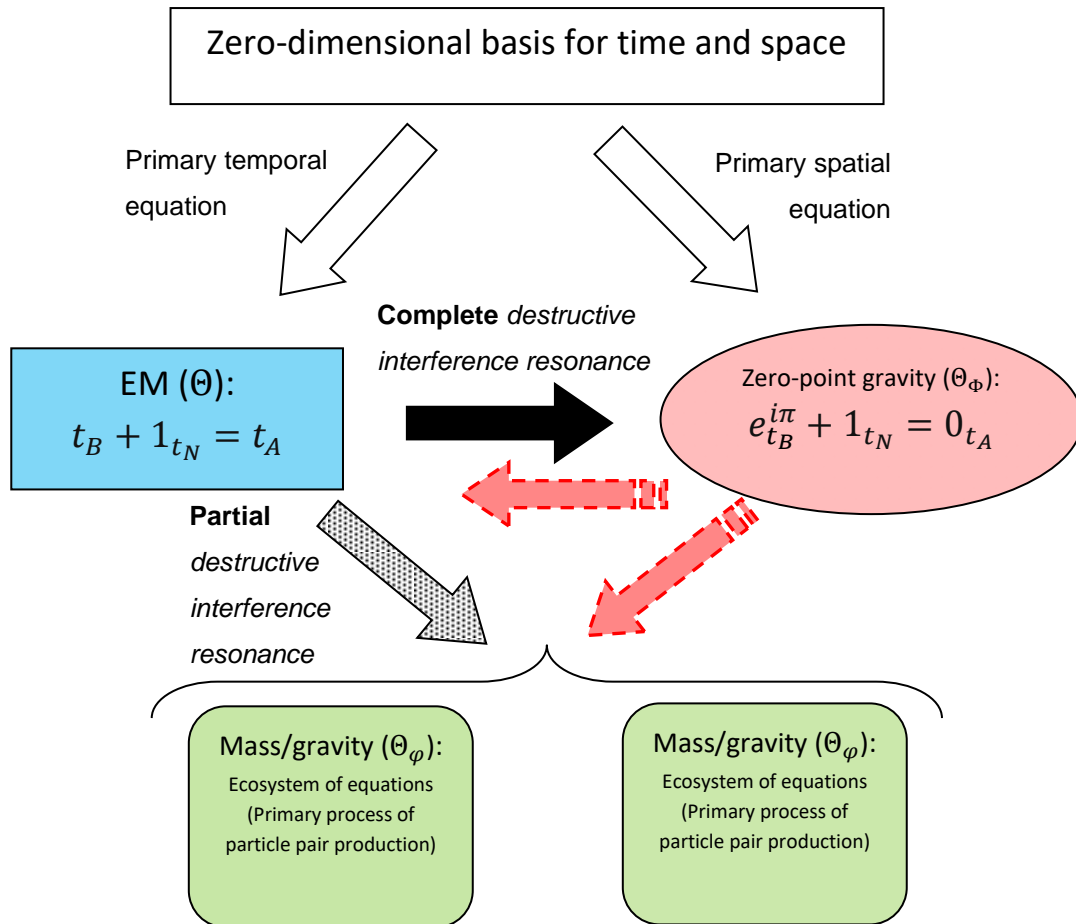 Zero-dimensional basis for time and space
Primary temporal
equation
Primary spatial
equation
Complete destructive
interference resonance
EM (Θ):
t_B + 1_{t_N} = t_A
Zero-point gravity (Θ_Φ):
e^{iπ}_{t_B} + 1_{t_N} = 0_{t_A}
Partial
destructive
interference
resonance
Mass/gravity (Θ_φ):
Ecosystem of equations
(Primary process of
particle pair production)
Mass/gravity (Θ_φ):
Ecosystem of equations
(Primary process of
particle pair production)